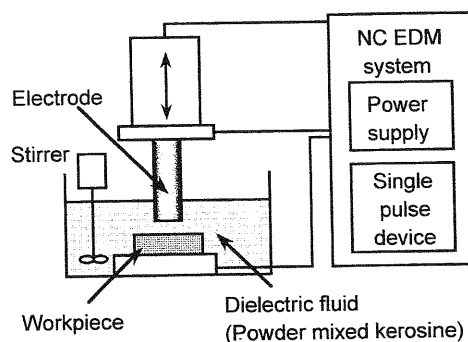 NC EDM
system
Power
supply
Single
pulse
device
Electrode
Stirrer
Workpiece
Dielectric fluid
(Powder mixed kerosine)